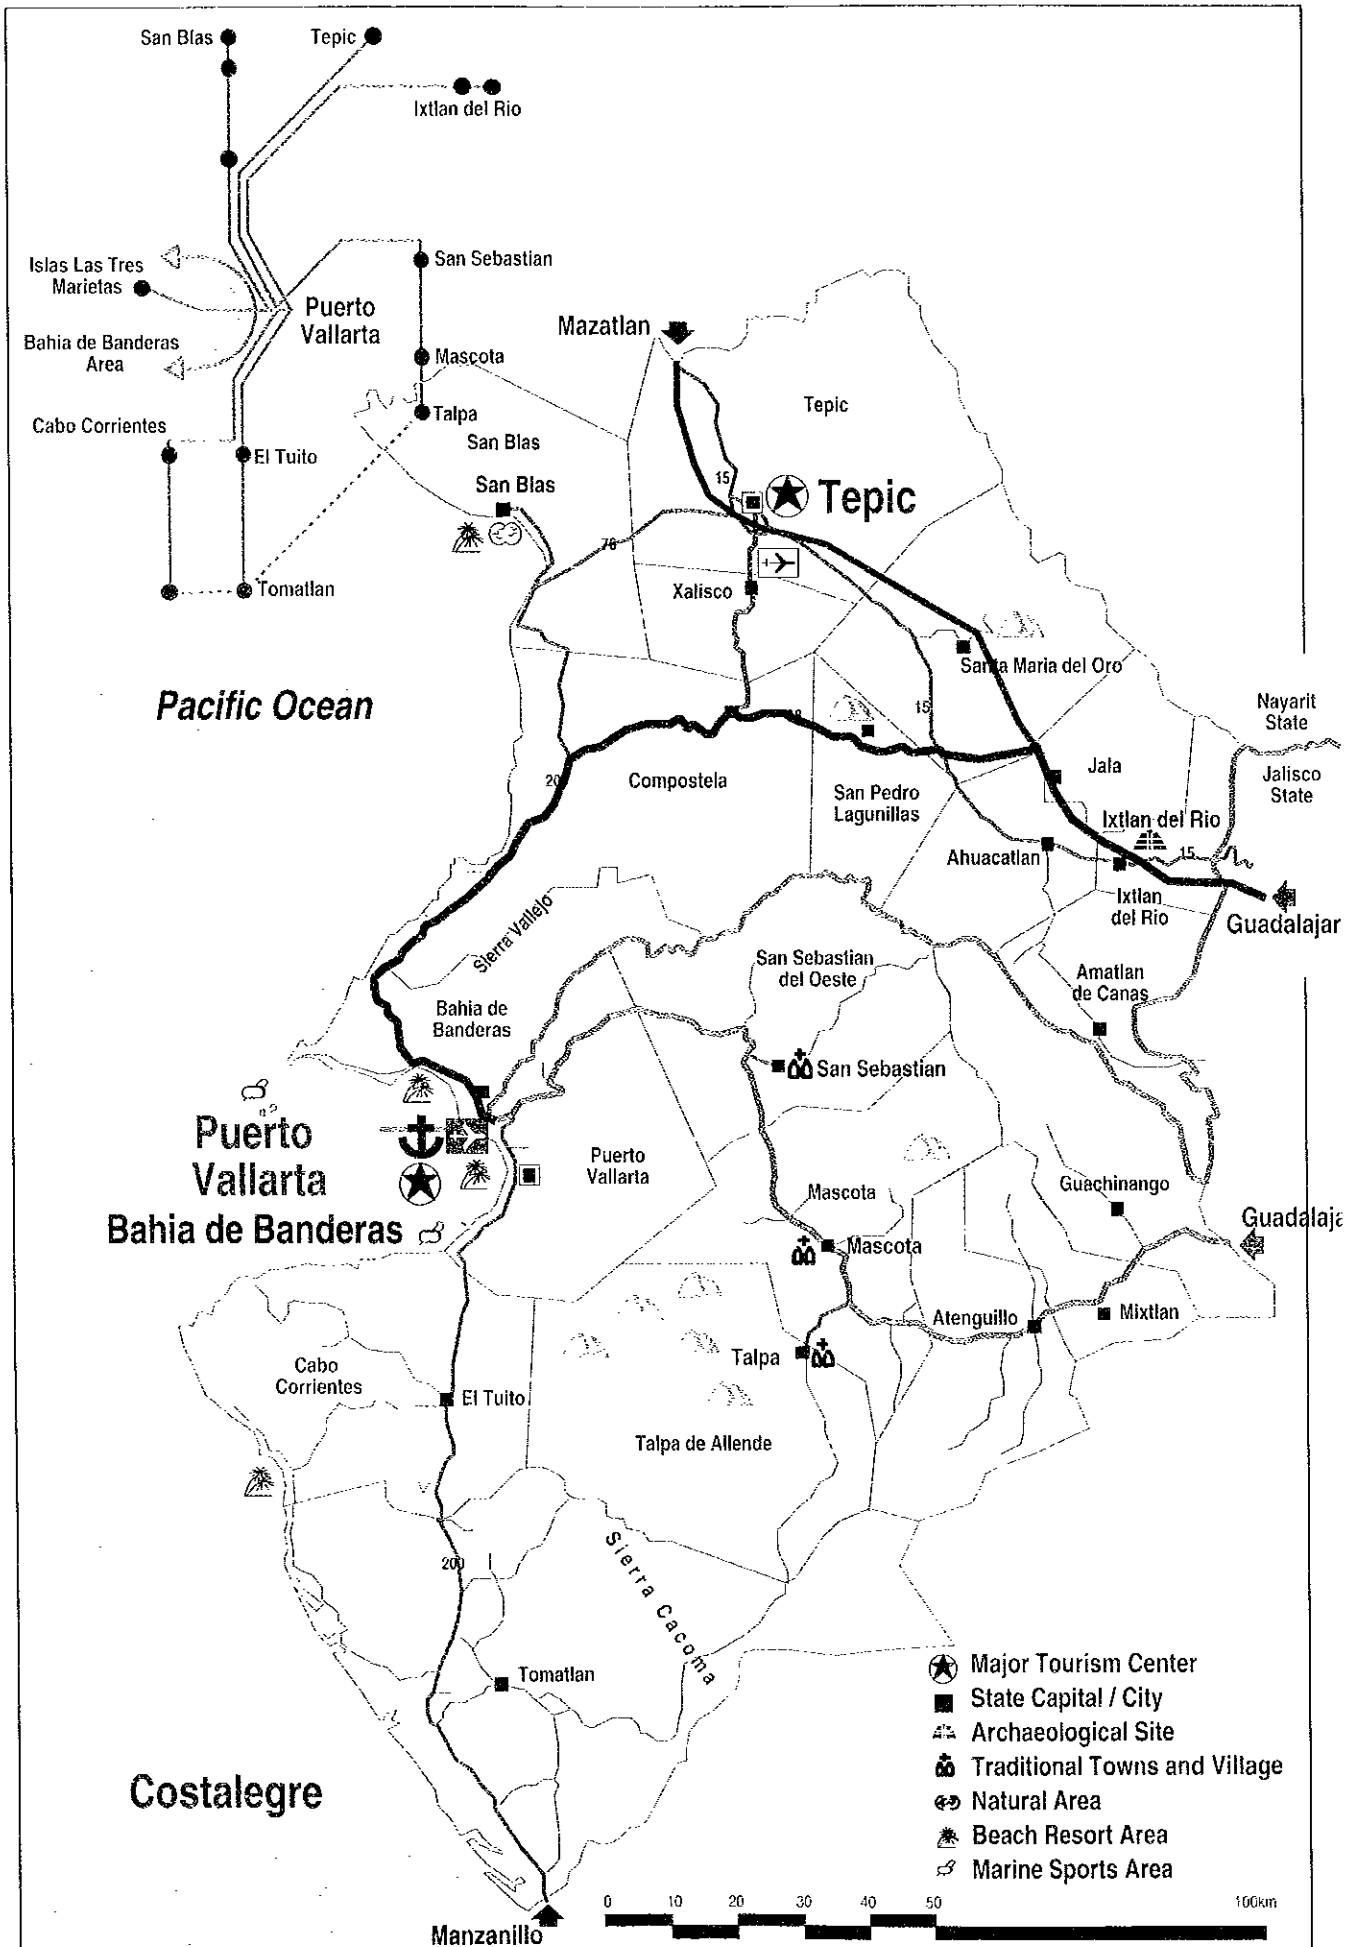 San Blas
Tepic
Ixtlan del Rio
Islas Las Tres
Marietas
San Sebastian
Puerto
Vallarta
Bahia de Banderas
Area
Mascota
Cabo Corrientes
Talpa
El Tuito
Tomatlan
Mazatlan
Tepic
San Blas
San Blas
15
Tepic
76
Xalisco
Santa Maria del Oro
Pacific Ocean
15
Nayarit
State
Jalisco
State
20
Compostela
San Pedro
Lagunillas
Jala
Ixtlan del Rio
Ahuacatlan
15
Ixtlan
del Rio
Guadalajar
Sierra Vallejo
San Sebastian
del Oeste
Amatlan
de Canas
Bahia de
Banderas
San Sebastian
Puerto
Vallarta
Bahia de Banderas
Puerto
Vallarta
Mascota
Guachinango
Guadalaja
Mascota
Atenguillo
Mixtlan
Talpa
Cabo
Corrientes
El Tuito
Talpa de Allende
200
Sierra Cacoma
Tomatlan
Costalegre
Manzanillo
Major Tourism Center
State Capital / City
Archaeological Site
Traditional Towns and Village
Natural Area
Beach Resort Area
Marine Sports Area
0 10 20 30 40 50 100km